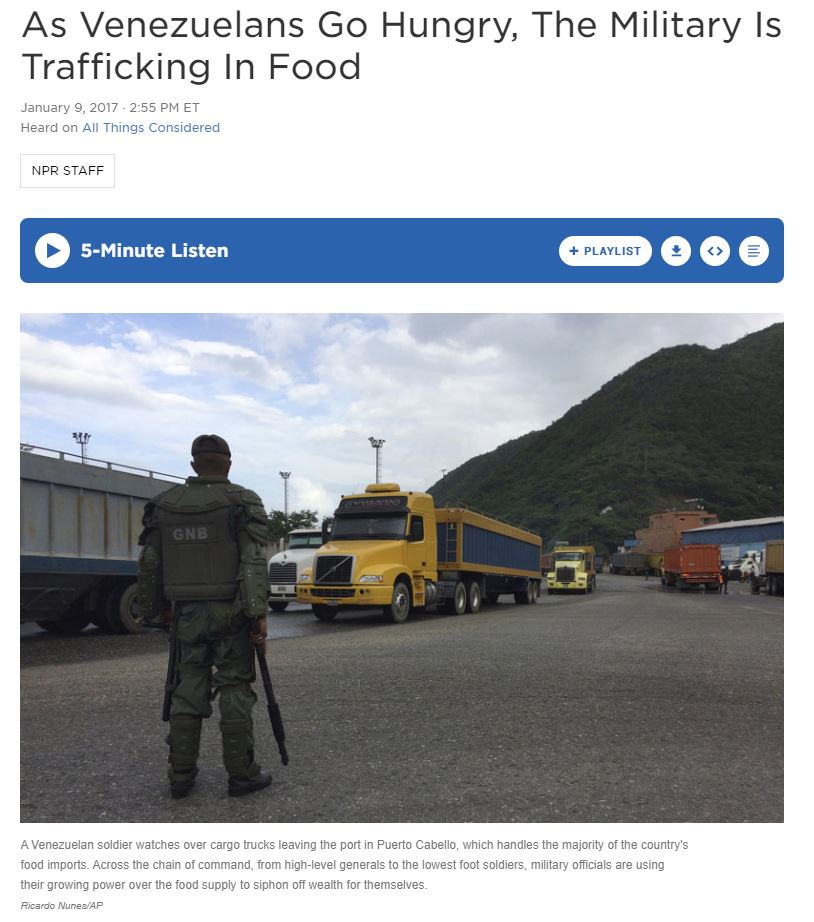 As Venezuelans Go Hungry, The Military Is
Trafficking In Food
January 9, 2017 · 2:55 PM ET
Heard on All Things Considered
NPR STAFF
5-Minute Listen
+ PLAYLIST
GNB
A Venezuelan soldier watches over cargo trucks leaving the port in Puerto Cabello, which handles the majority of the country's
food imports. Across the chain of command, from high-level generals to the lowest foot soldiers, military officials are using
their growing power over the food supply to siphon off wealth for themselves.
Ricardo Nunes/AP